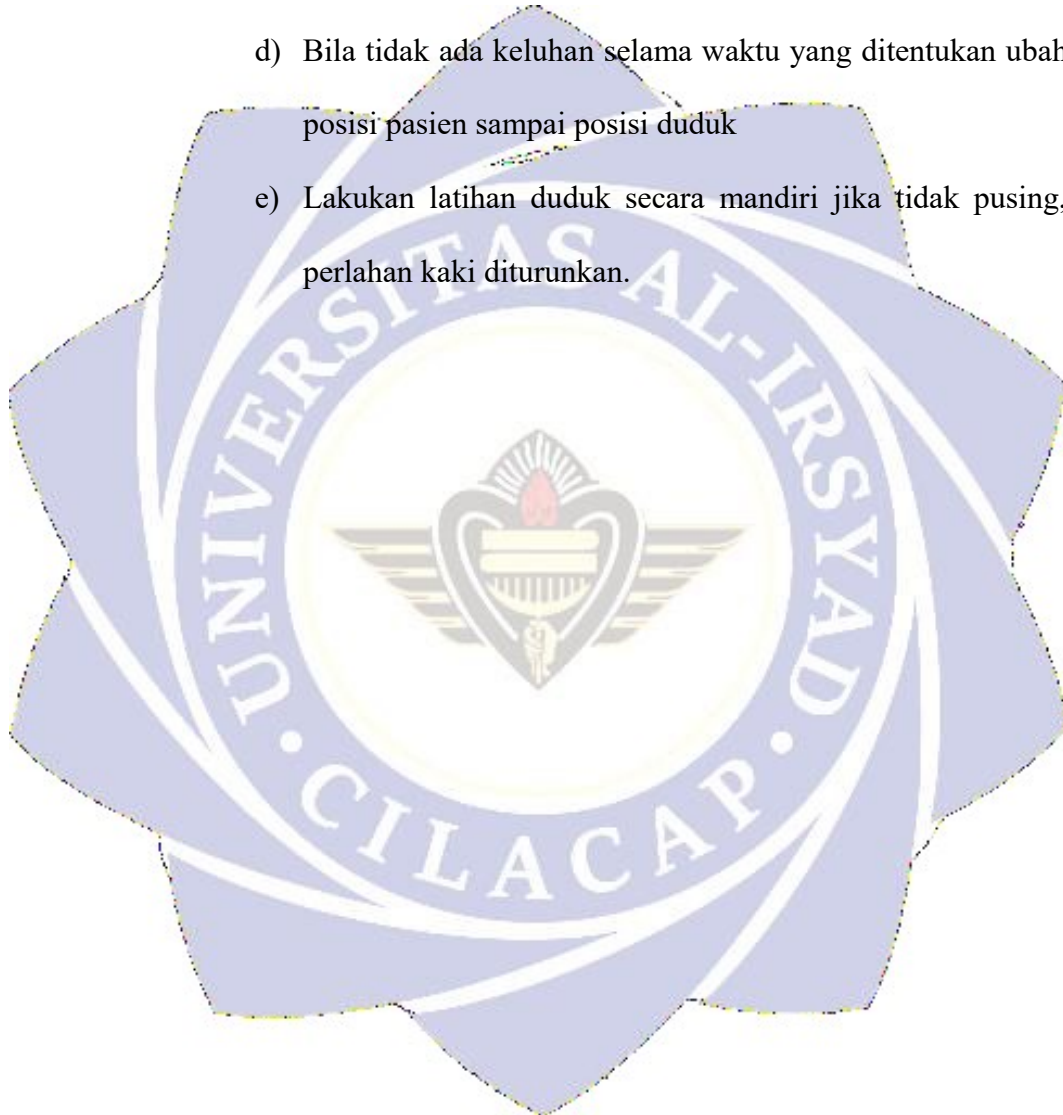 d) Bila tidak ada keluhan selama waktu yang ditentukan ubah
posisi pasien sampai posisi duduk
e) Lakukan latihan duduk secara mandiri jika tidak pusing,
perlahan kaki diturunkan.
UNIVERSITAS AL-IRSYAD
• CILACAP •